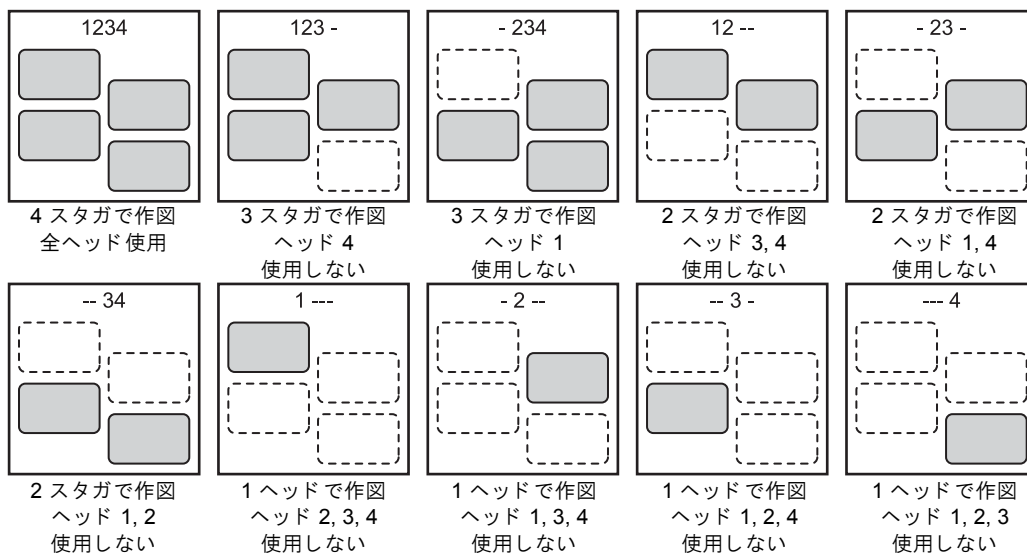 1234
123 -
- 234
12 --
- 23 -
4 スタガで作図
全ヘッド使用
3 スタガで作図
ヘッド 4
使用しない
3 スタガで作図
ヘッド 1
使用しない
2 スタガで作図
ヘッド 3, 4
使用しない
2 スタガで作図
ヘッド 1, 4
使用しない
-- 34
1 ---
- 2 --
-- 3 -
--- 4
2 スタガで作図
ヘッド 1, 2
使用しない
1 ヘッドで作図
ヘッド 2, 3, 4
使用しない
1 ヘッドで作図
ヘッド 1, 3, 4
使用しない
1 ヘッドで作図
ヘッド 1, 2, 4
使用しない
1 ヘッドで作図
ヘッド 1, 2, 3
使用しない